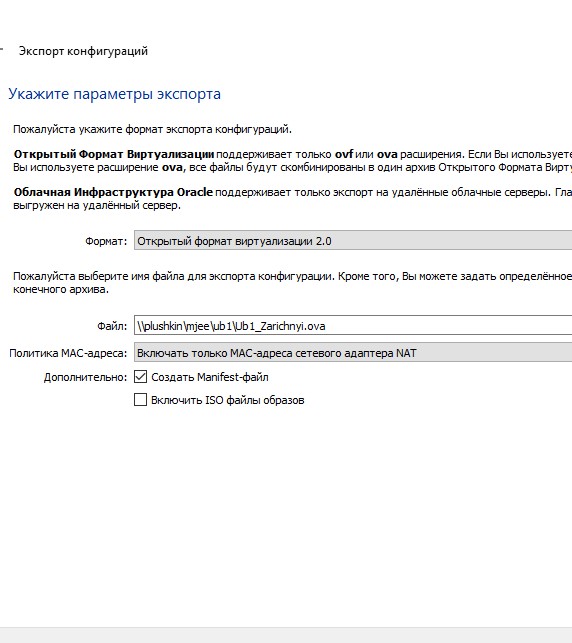 Экспорт конфигураций
Укажите параметры экспорта
Пожалуйста укажите формат экспорта конфигураций.
Открытый Формат Виртуализации поддерживает только ovf или ova расширения. Если Вы используете
Вы используете расширение ova, все файлы будут скомбинированы в один архив Открытого Формата Вирту
Облачная Инфраструктура Oracle поддерживает только экспорт на удалённые облачные серверы. Гла
выгружен на удалённый сервер.
Формат: Открытый формат виртуализации 2.0
Пожалуйста выберите имя файла для экспорта конфигурации. Кроме того, Вы можете задать определённое
конечного архива.
Файл: \\plushkin\mjee\ub1\Ub1_Zarichnyi.ova
Политика MAC-адреса: Включать только MAC-адреса сетевого адаптера NAT
Дополнительно: Создать Manifest-файл
Включить ISO файлы образов